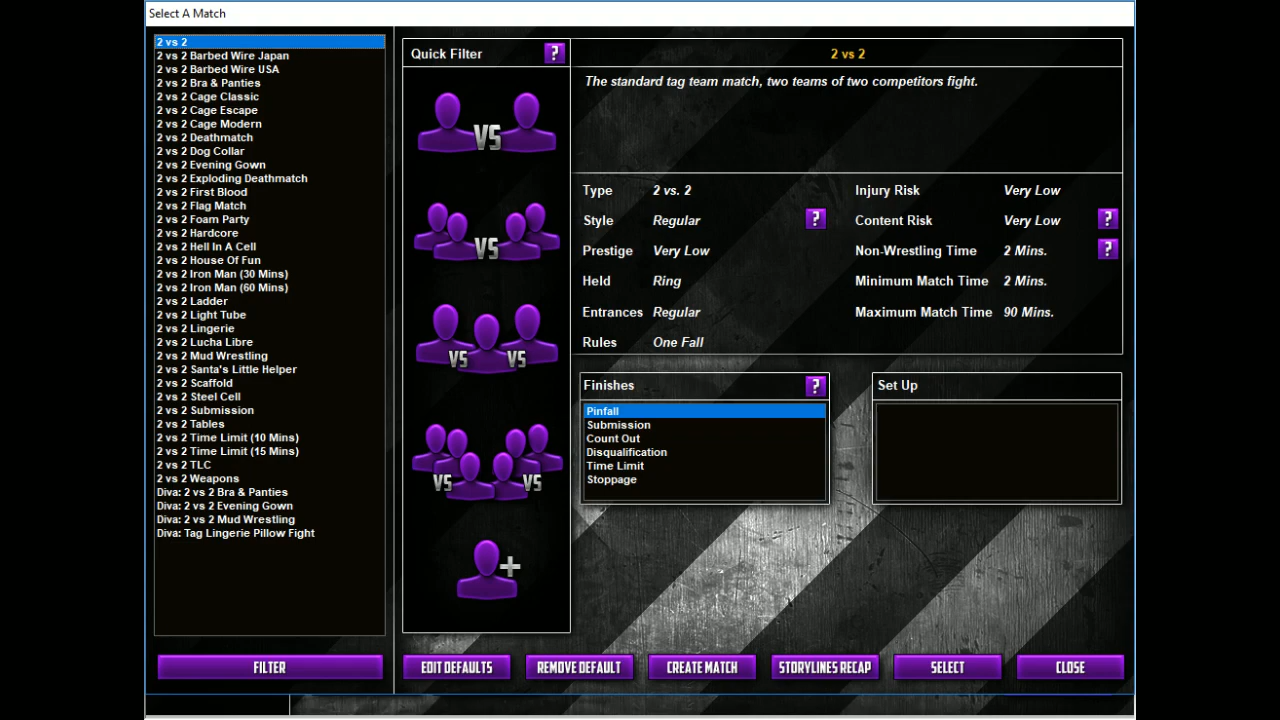 Select A Match
2 vs 2
2 vs 2 Barbed Wire Japan
2 vs 2 Barbed Wire USA
2 vs 2 Bra & Panties
2 vs 2 Cage Classic
2 vs 2 Cage Escape
2 vs 2 Cage Modern
2 vs 2 Deathmatch
2 vs 2 Dog Collar
2 vs 2 Evening Gown
2 vs 2 Exploding Deathmatch
2 vs 2 First Blood
2 vs 2 Flag Match
2 vs 2 Foam Party
2 vs 2 Hardcore
2 vs 2 Hell In A Cell
2 vs 2 House Of Fun
2 vs 2 Iron Man (30 Mins)
2 vs 2 Iron Man (60 Mins)
2 vs 2 Ladder
2 vs 2 Light Tube
2 vs 2 Lingerie
2 vs 2 Lucha Libre
2 vs 2 Mud Wrestling
2 vs 2 Santa's Little Helper
2 vs 2 Scaffold
2 vs 2 Steel Cell
2 vs 2 Submission
2 vs 2 Tables
2 vs 2 Time Limit (10 Mins)
2 vs 2 Time Limit (15 Mins)
2 vs 2 TLC
2 vs 2 Weapons
Diva: 2 vs 2 Bra & Panties
Diva: 2 vs 2 Evening Gown
Diva: 2 vs 2 Mud Wrestling
Diva: Tag Lingerie Pillow Fight
FILTER
Quick Filter ?
VS
VS
VS VS
VS VS
+
2 vs 2
The standard tag team match, two teams of two competitors fight.
Type 2 vs. 2 Injury Risk Very Low
Style Regular ? Content Risk Very Low ?
Prestige Very Low Non-Wrestling Time 2 Mins. ?
Held Ring Minimum Match Time 2 Mins.
Entrances Regular Maximum Match Time 90 Mins.
Rules One Fall
Finishes ?
Pinfall
Submission
Count Out
Disqualification
Time Limit
Stoppage
Set Up
EDIT DEFAULTS REMOVE DEFAULT CREATE MATCH STORYLINES RECAP SELECT CLOSE